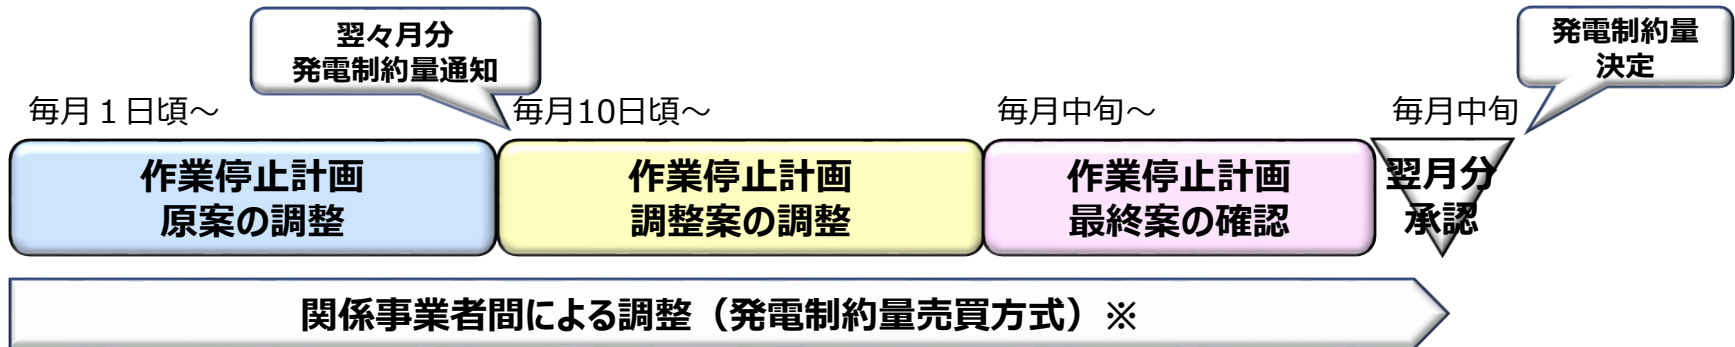 翌々月分
発電制約量通知
発電制約量
決定
毎月１日頃～
毎月10日頃～
毎月中旬～
毎月中旬
作業停止計画
原案の調整
作業停止計画
調整案の調整
作業停止計画
最終案の確認
翌月分
承認
関係事業者間による調整（発電制約量売買方式）※